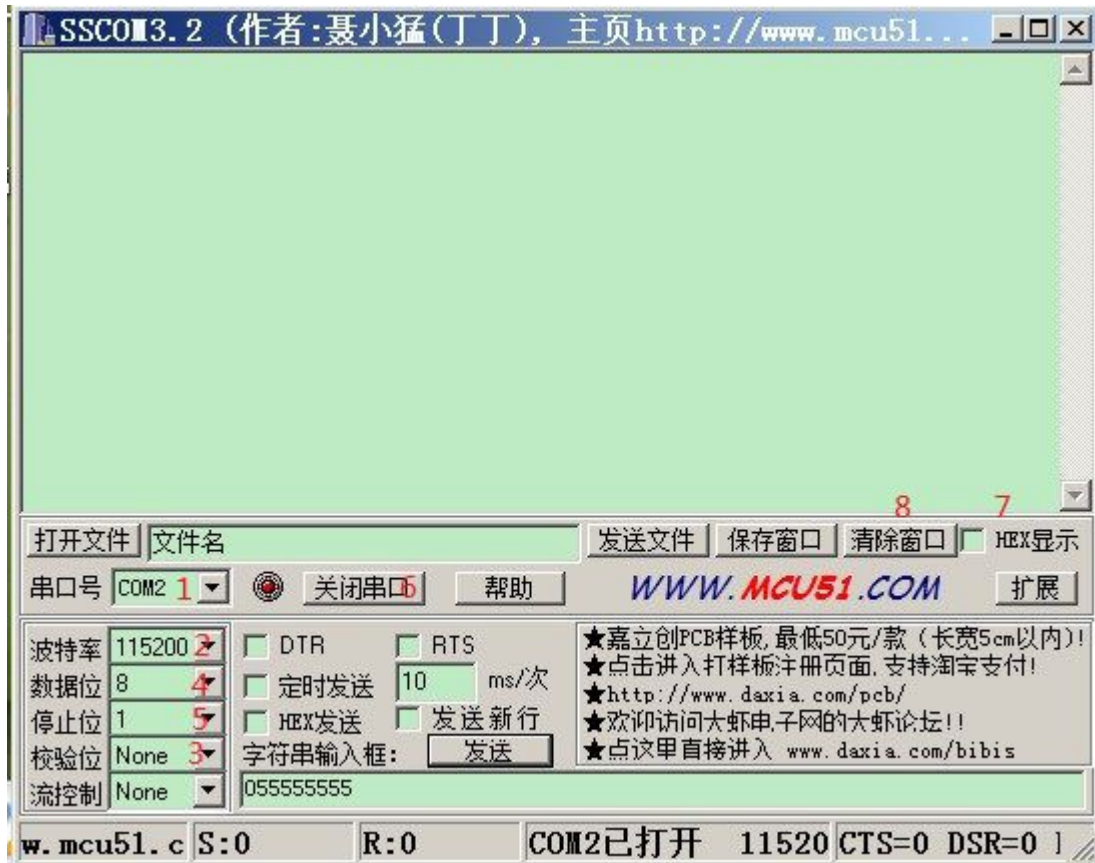 SSCOM3.2 (作者:聂小猛(丁丁), 主页http://www.mcu51...
8 7
打开文件 文件名 发送文件 保存窗口 清除窗口 HEX显示
串口号 COM2 1 关闭串口 6 帮助 WWW.MCU51.COM 扩展
波特率 115200 2 DTR RTS
数据位 8 4 定时发送 10 ms/次
停止位 1 5 HEX发送 发送新行
校验位 None 3 字符串输入框: 发送
流控制 None 055555555
★嘉立创PCB样板,最低50元/款(长宽5cm以内)!
★点击进入打样板注册页面,支持淘宝支付!
★http://www.daxia.com/pcb/
★欢迎访问大虾电子网的大虾论坛!!
★点这里直接进入 www.daxia.com/bibis
w.mcu51.c S:0 R:0 COM2已打开 11520 CTS=0 DSR=0